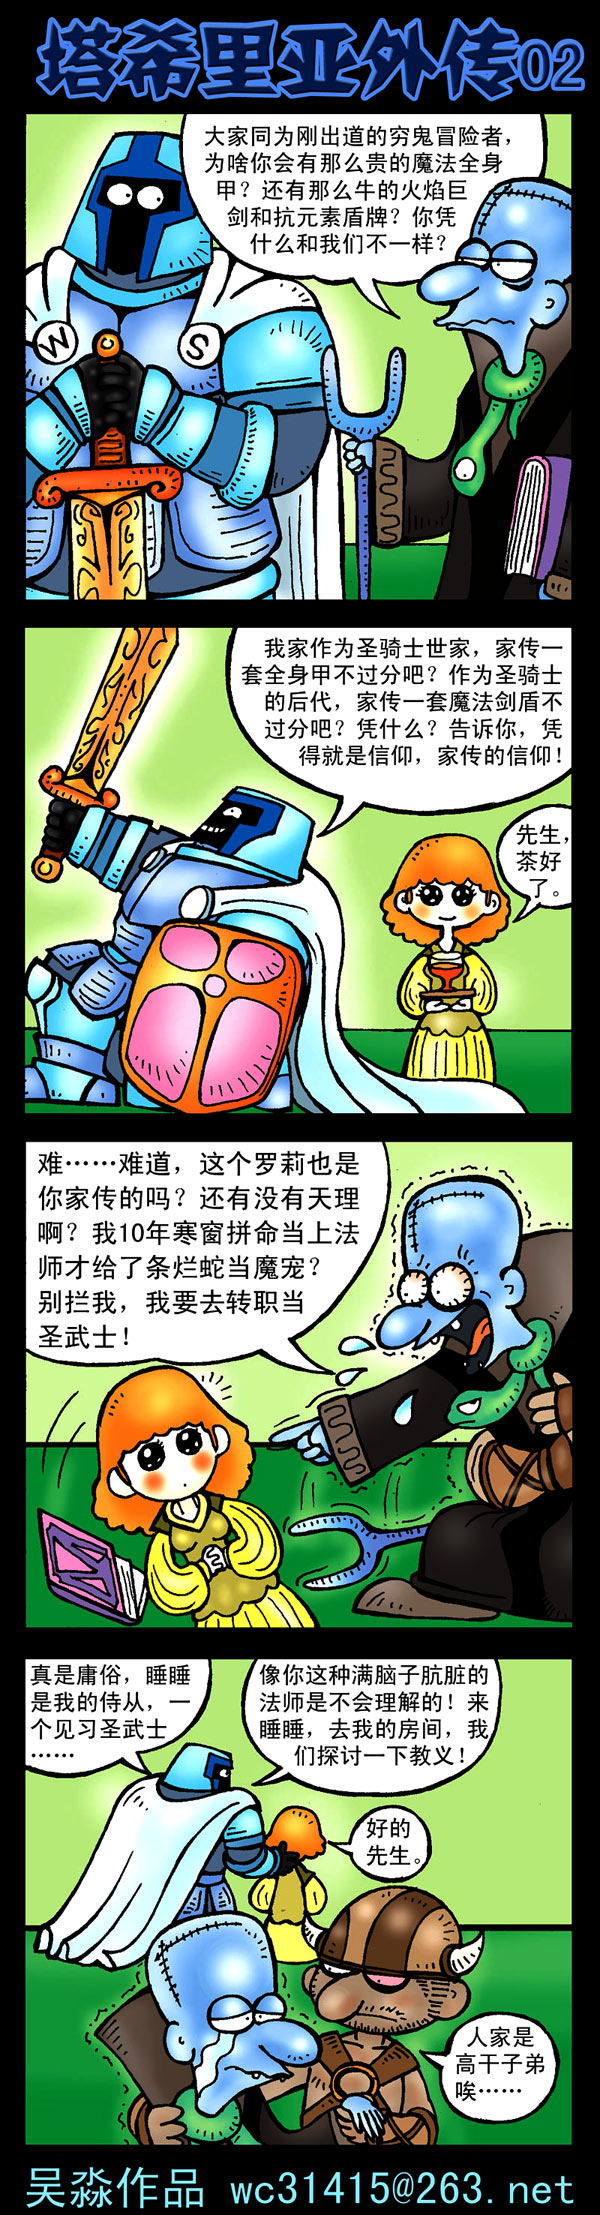 塔希里亚外传02
大家同为刚出道的穷鬼冒险者，
为啥你会有那么贵的魔法全身
甲？还有那么牛的火焰巨
剑和抗元素盾牌？你凭
什么和我们不一样？
W S
我家作为圣骑士世家，家传一
套全身甲不过分吧？作为圣骑士
的后代，家传一套魔法剑盾不
过分吧？凭什么？告诉你，凭
得就是信仰，家传的信仰！
先生，
茶好
了。
难……难道，这个罗莉也是
你家传的吗？还有没有天理
啊？我10年寒窗拼命当上法
师才给了条烂蛇当魔宠？
别拦我，我要去转职当
圣武士！
真是庸俗，睡睡
是我的侍从，一
个见习圣武士
……
像你这种满脑子肮脏的
法师是不会理解的！来
睡睡，去我的房间，我
们探讨一下教义！
好的
先生。
人家是
高干子弟
唉……
吴淼作品 wc31415@263.net